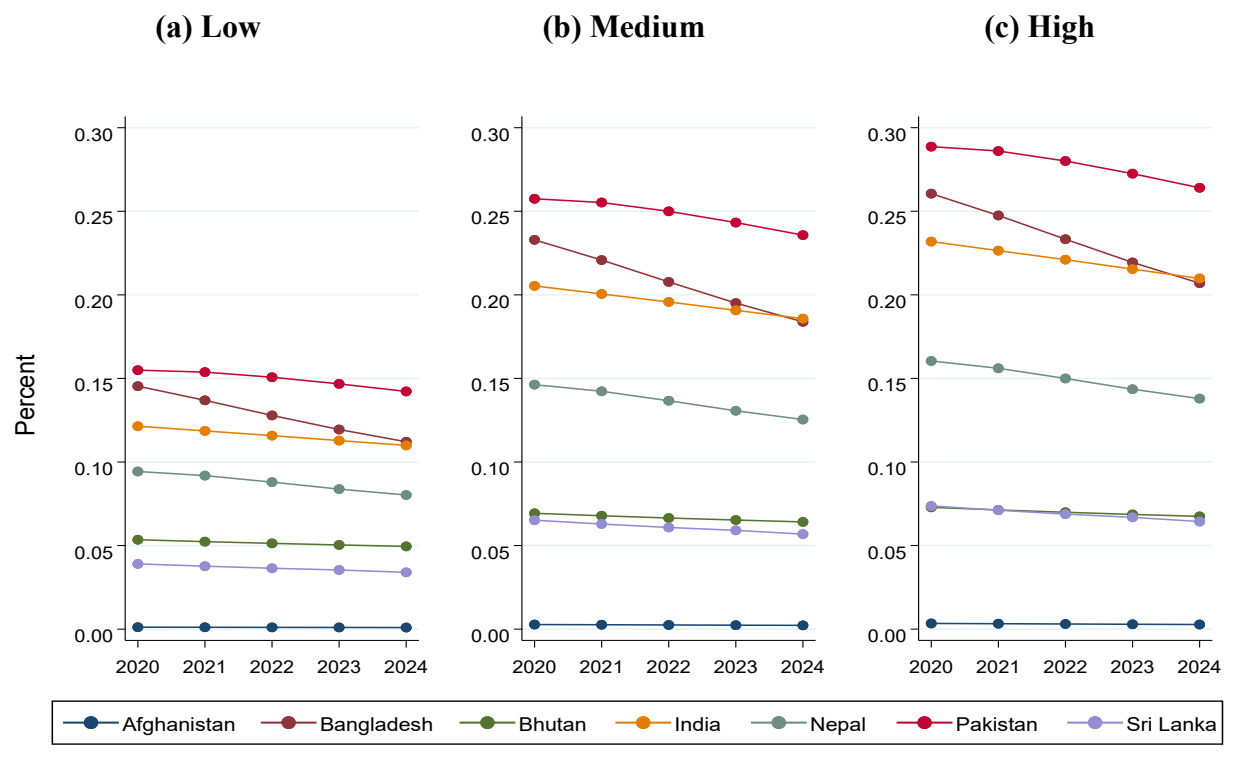 (a) Low (b) Medium (c) High
0.30 0.30 0.30
0.25 0.25 0.25
0.20 0.20 0.20
0.15 0.15 0.15
0.10 0.10 0.10
0.05 0.05 0.05
0.00 0.00 0.00
Percent
2020 2021 2022 2023 2024 2020 2021 2022 2023 2024 2020 2021 2022 2023 2024
Afghanistan Bangladesh Bhutan India Nepal Pakistan Sri Lanka